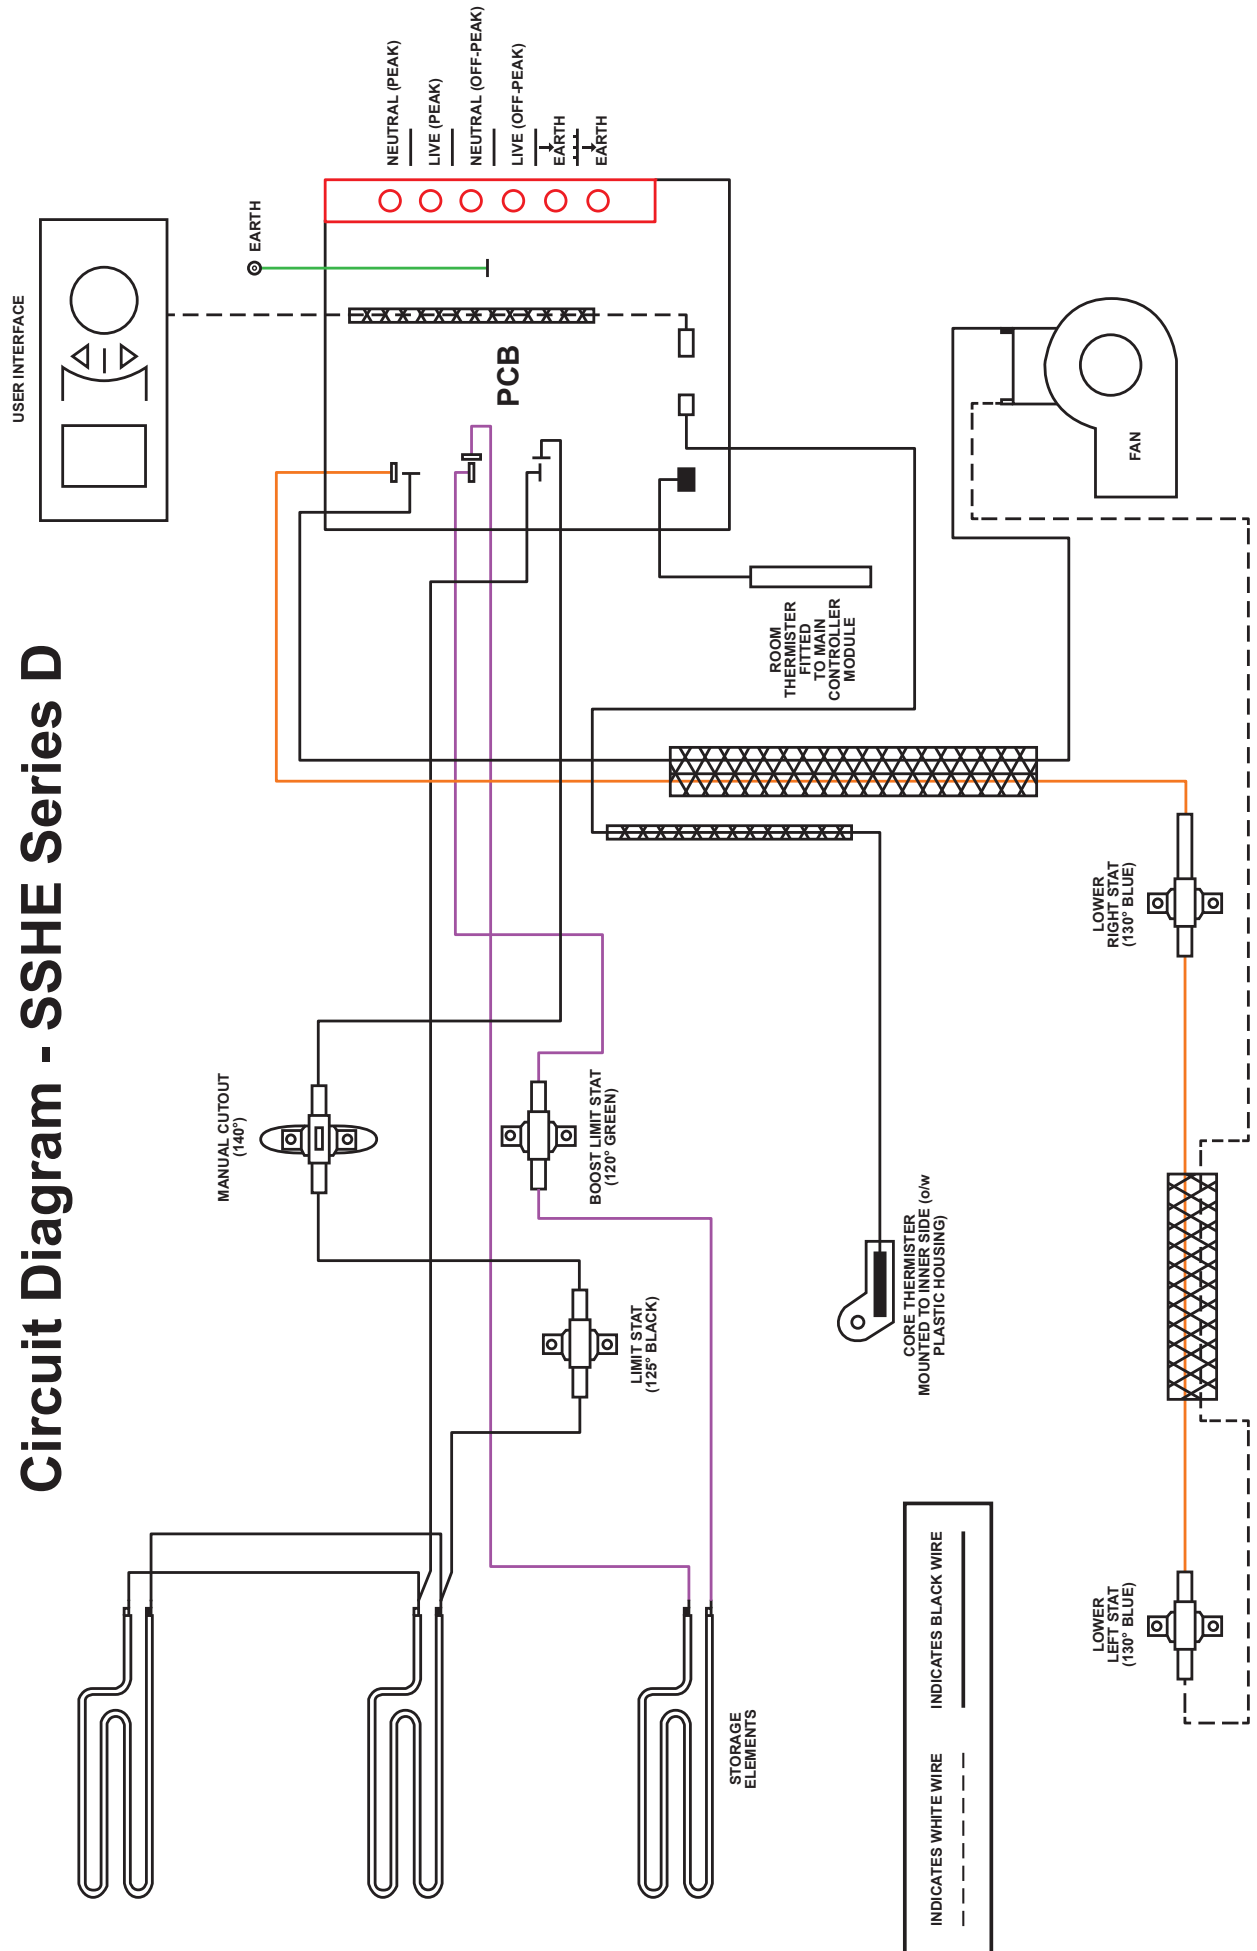 Circuit Diagram - SSHE Series D
USER INTERFACE
EARTH
NEUTRAL (PEAK)
LIVE (PEAK)
NEUTRAL (OFF-PEAK)
LIVE (OFF-PEAK)
EARTH
EARTH
PCB
MANUAL CUTOUT
(140°)
BOOST LIMIT STAT
(120° GREEN)
LIMIT STAT
(125° BLACK)
ROOM
THERMISTER
FITTED
TO MAIN
CONTROLLER
MODULE
STORAGE
ELEMENTS
CORE THERMISTER
MOUNTED TO INNER SIDE (o/w
PLASTIC HOUSING)
FAN
LOWER
RIGHT STAT
(130° BLUE)
LOWER
LEFT STAT
(130° BLUE)
INDICATES WHITE WIRE
INDICATES BLACK WIRE